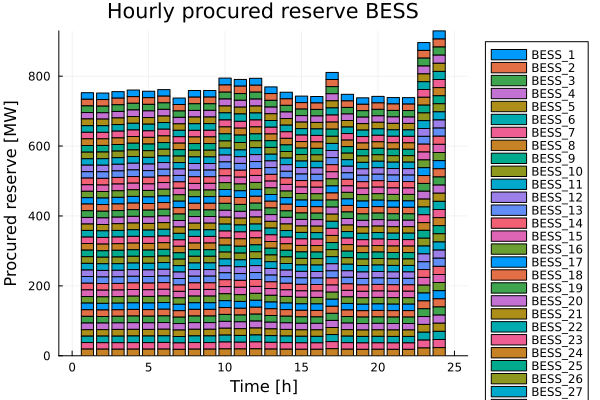 Hourly procured reserve BESS
Procured reserve [MW]
800
600
400
200
0
0
5
10
15
20
25
Time [h]
BESS_1
BESS_2
BESS_3
BESS_4
BESS_5
BESS_6
BESS_7
BESS_8
BESS_9
BESS_10
BESS_11
BESS_12
BESS_13
BESS_14
BESS_15
BESS_16
BESS_17
BESS_18
BESS_19
BESS_20
BESS_21
BESS_22
BESS_23
BESS_24
BESS_25
BESS_26
BESS_27